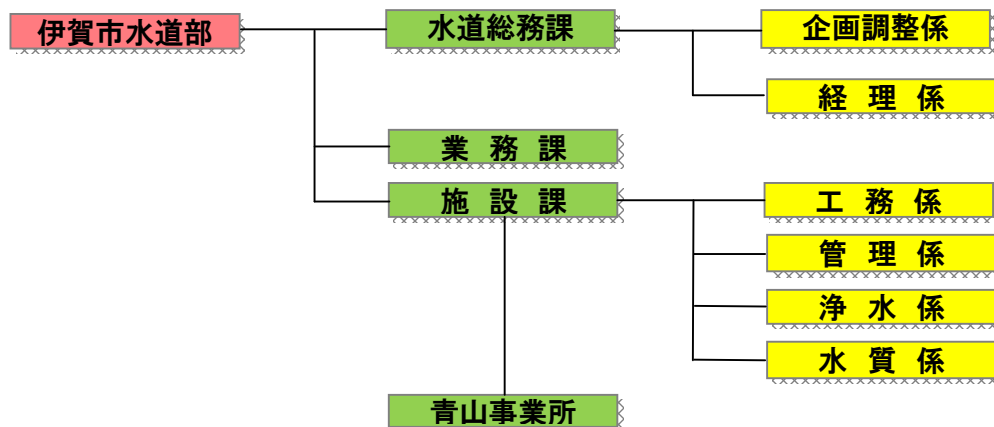 伊賀市水道部
水道総務課
企画調整係
経理係
業務課
施設課
工務係
管理係
浄水係
水質係
青山事業所